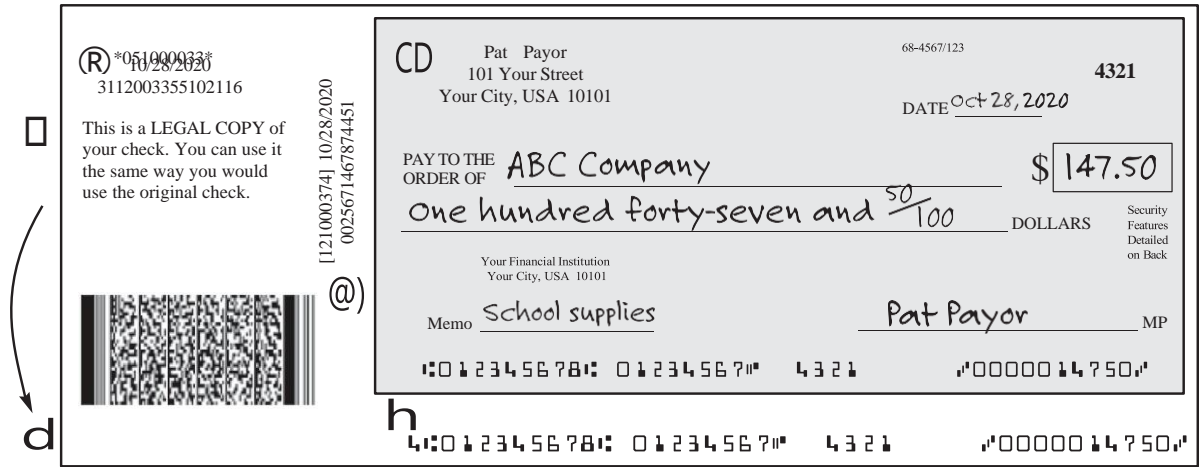 ® *051000033*
10/28/2020
3112003355102116
This is a LEGAL COPY of
your check. You can use it
the same way you would
use the original check.
[121000374] 10/28/2020
0025671467874451
@)
d
CD
Pat Payor
101 Your Street
Your City, USA 10101
68-4567/123
4321
DATE Oct 28, 2020
PAY TO THE
ORDER OF ABC Company
$ 147.50
One hundred forty-seven and 50/100 DOLLARS
Security
Features
Detailed
on Back
Your Financial Institution
Your City, USA 10101
Memo School supplies
Pat Payor MP
⑆012345678⑆ 01234567⑈ 4321 ⑇0000014750⑇
h
4⑆012345678⑆ 01234567⑈ 4321 ⑇0000014750⑇